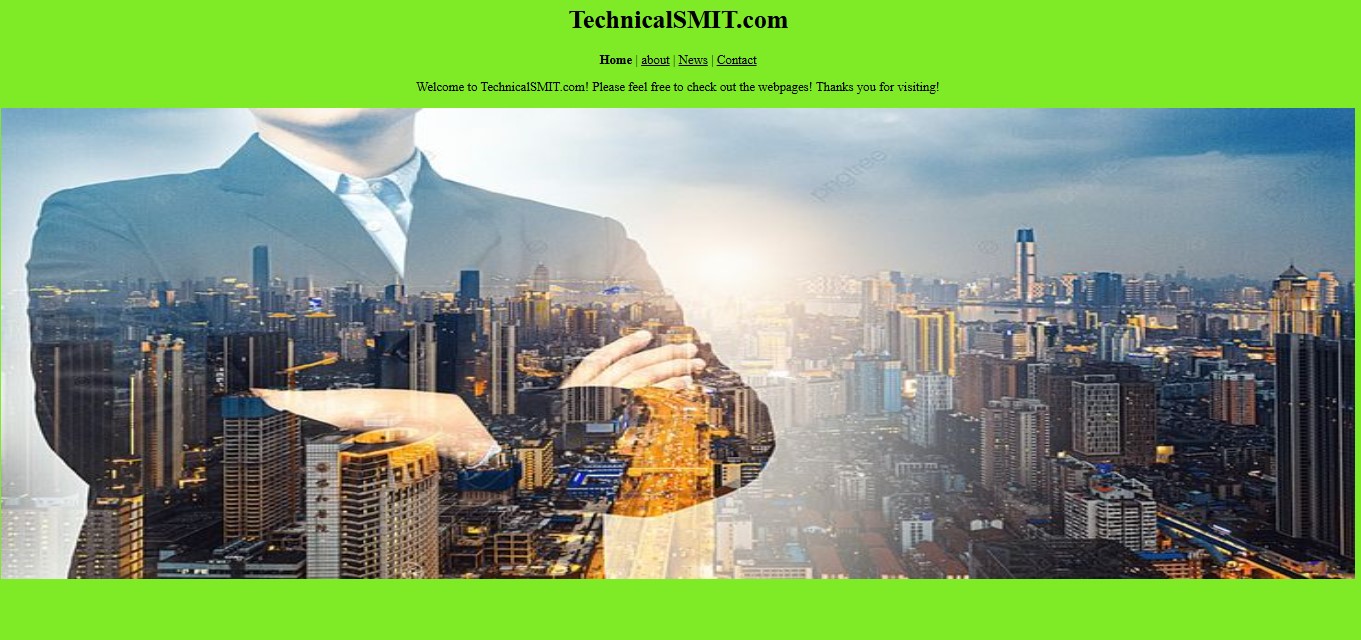 TechnicalSMIT.com
Home | about | News | Contact
Welcome to TechnicalSMIT.com! Please feel free to check out the webpages! Thanks you for visiting!
pngtree